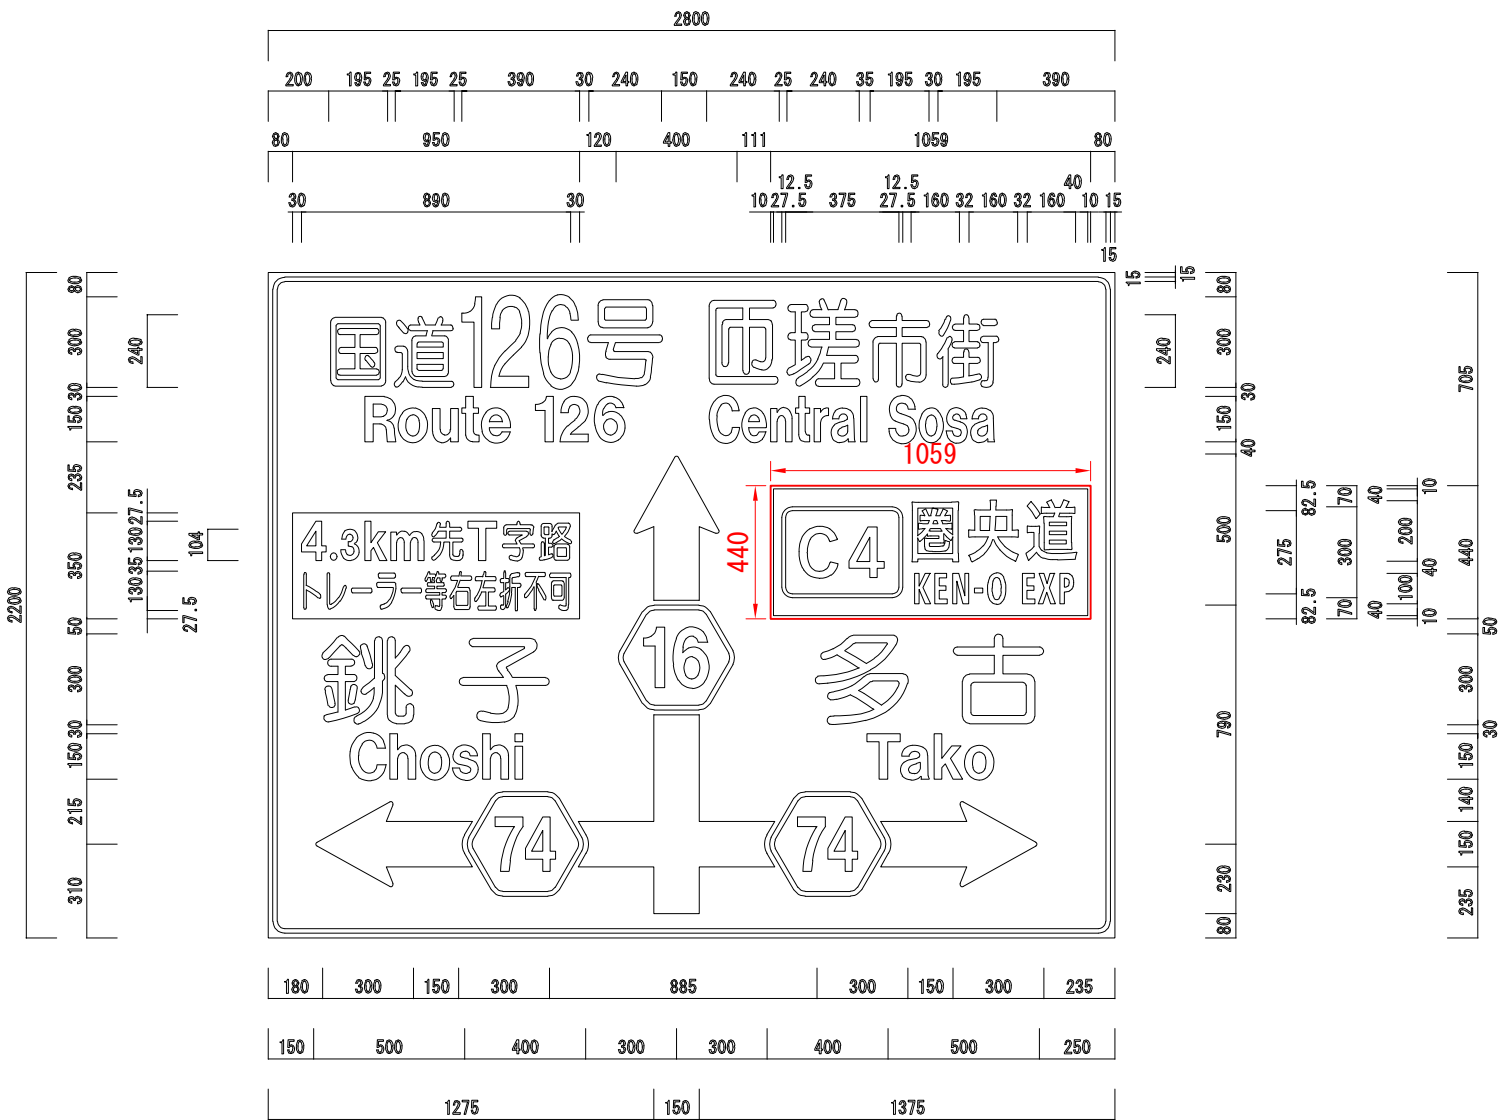 2800
200 195 25 195 25 390 30 240 150 240 25 240 35 195 30 195 390
80 950 120 400 111 1059 80
12.5 12.5 40
30 890 30 10 27.5 375 27.5 160 32 160 32 160 10 15
15
15 15
2200
80 300 30 150 235 350 50 300 30 150 215 310
240
27.5 130 35 130 27.5
104
国道126号 匝瑳市街
Route 126 Central Sosa
1059
440
4.3km先T字路
トレーラー等右左折不可
C4 圏央道
KEN-O EXP
16
銚子 多古
Choshi Tako
74 74
240
80 300 30 150 40 500 790 230 80
82.5 275 82.5
70 300 70
40 200 40 100 40
10 10
705 440 50 300 30 150 140 150 235
180 300 150 300 885 300 150 300 235
150 500 400 300 300 400 500 250
1275 150 1375